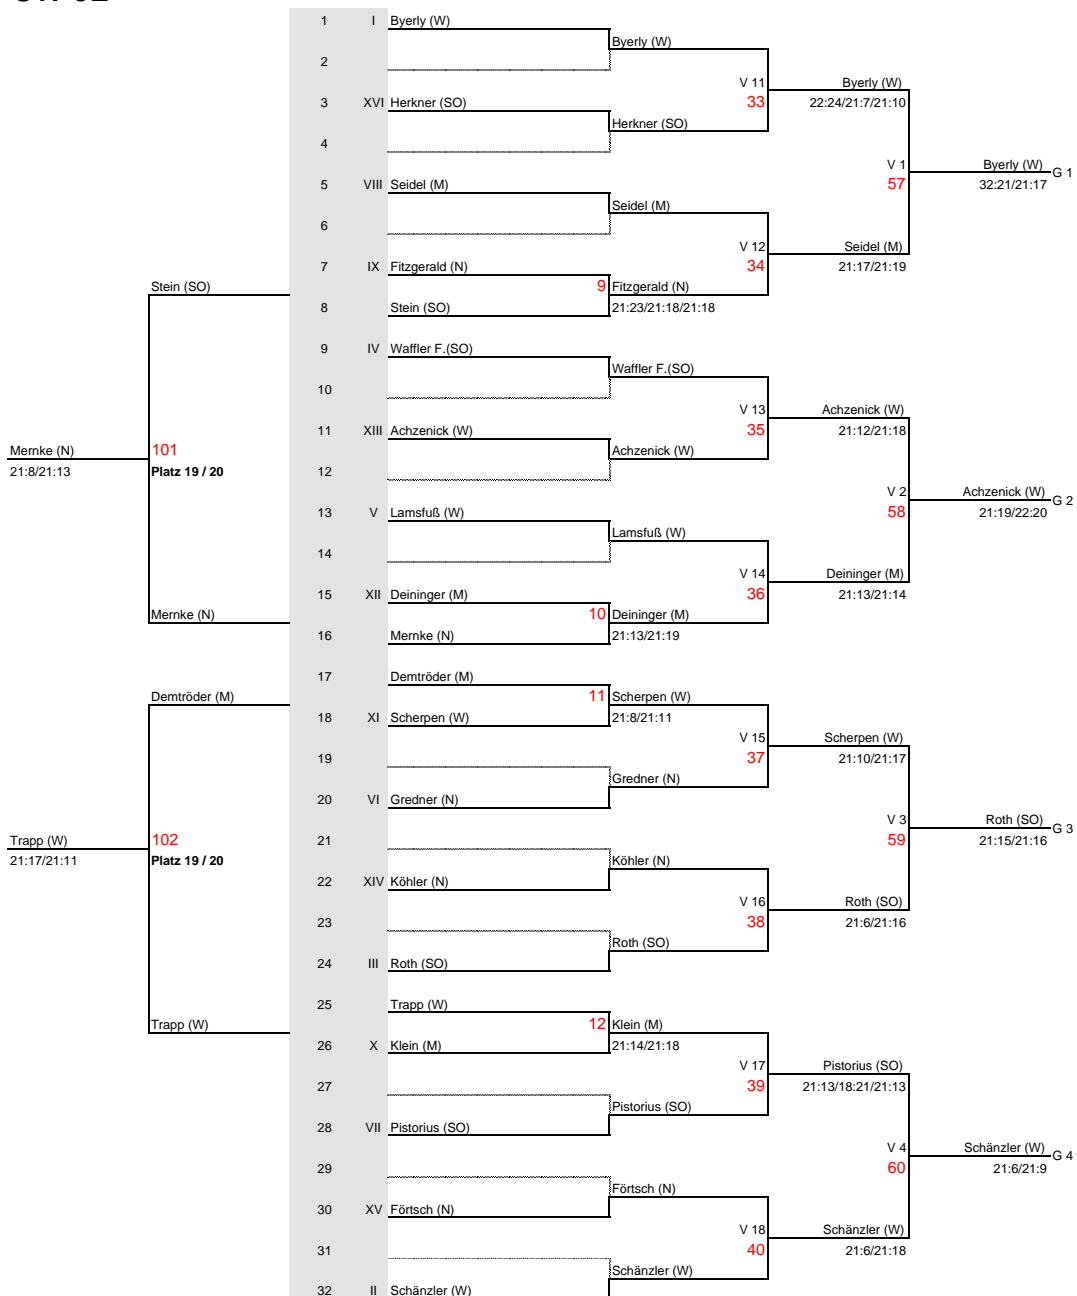 1 I Byerly (W)
Byerly (W)
2
V 11 Byerly (W)
3 XVI Herkner (SO) 33 22:24/21:7/21:10
Herkner (SO)
4
V 1 Byerly (W) G 1
5 VIII Seidel (M) 57 32:21/21:17
Seidel (M)
6
V 12 Seidel (M)
7 IX Fitzgerald (N) 34 21:17/21:19
Stein (SO) 9 Fitzgerald (N)
8 Stein (SO) 21:23/21:18/21:18
9 IV Waffler F.(SO)
Waffler F.(SO)
10
V 13 Achzenick (W)
11 XIII Achzenick (W) 35 21:12/21:18
Mernke (N) 101 Achzenick (W)
21:8/21:13 Platz 19 / 20 12
V 2 Achzenick (W) G 2
13 V Lamsfuß (W) 58 21:19/22:20
Lamsfuß (W)
14
V 14 Deininger (M)
15 XII Deininger (M) 36 21:13/21:14
Mernke (N) 10 Deininger (M)
16 Mernke (N) 21:13/21:19
17 Demtröder (M)
Demtröder (M) 11 Scherpen (W)
18 XI Scherpen (W) 21:8/21:11
V 15 Scherpen (W)
19 37 21:10/21:17
Gredner (N)
20 VI Gredner (N)
V 3 Roth (SO) G 3
Trapp (W) 102 21 59 21:15/21:16
21:17/21:11 Platz 19 / 20 Köhler (N)
22 XIV Köhler (N)
V 16 Roth (SO)
23 38 21:6/21:16
Roth (SO)
24 III Roth (SO)
25 Trapp (W)
Trapp (W) 12 Klein (M)
26 X Klein (M) 21:14/21:18
V 17 Pistorius (SO)
27 39 21:13/18:21/21:13
Pistorius (SO)
28 VII Pistorius (SO)
V 4 Schänzler (W) G 4
29 60 21:6/21:9
Förtsch (N)
30 XV Förtsch (N)
V 18 Schänzler (W)
31 40 21:6/21:18
Schänzler (W)
32 II Schänzler (W)